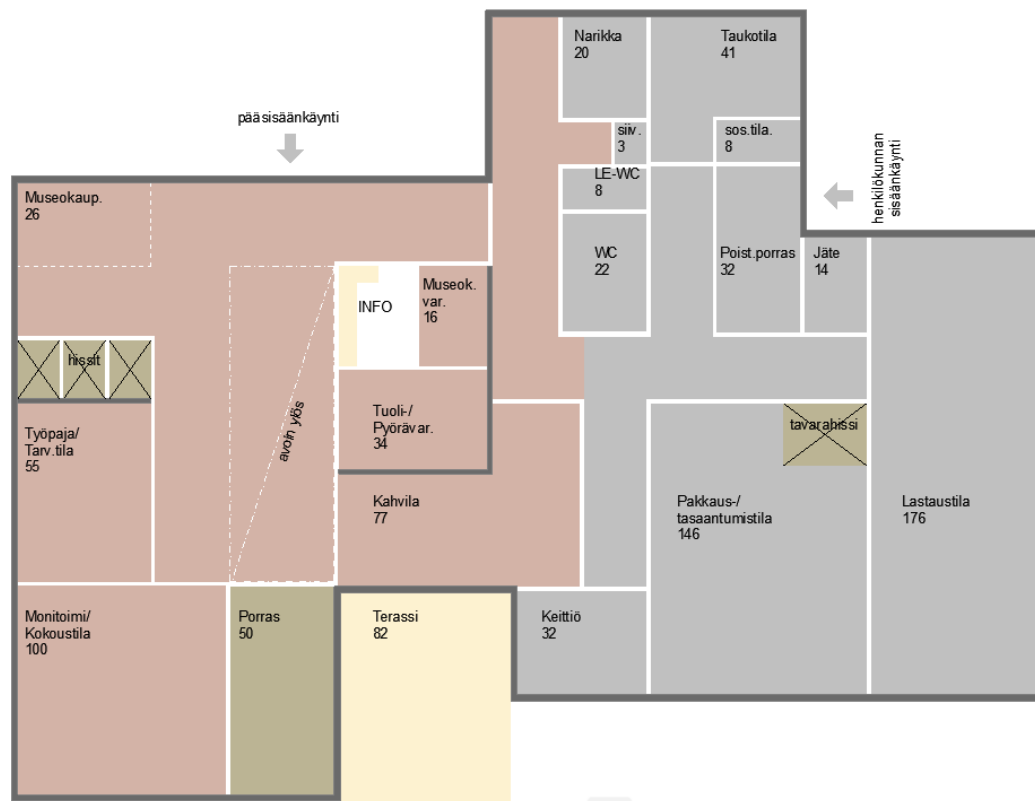 Narikka
20
Taukotila
41
pääsisäänkäynti
siiv.
3
sos.tila.
8
henkilökunnan
sisäänkäynti
Museokaup.
26
LE-WC
8
WC
22
Poist.porras
32
Jäte
14
INFO
Museok.
var.
16
hissit
avoin ylös
Tuoli-/
Pyörävar.
34
Työpaja/
Tarv.tila
55
tavarahissi
Kahvila
77
Pakkaus-/
tasaantumistila
146
Lastaustila
176
Monitoimi/
Kokoustila
100
Porras
50
Terassi
82
Keittiö
32